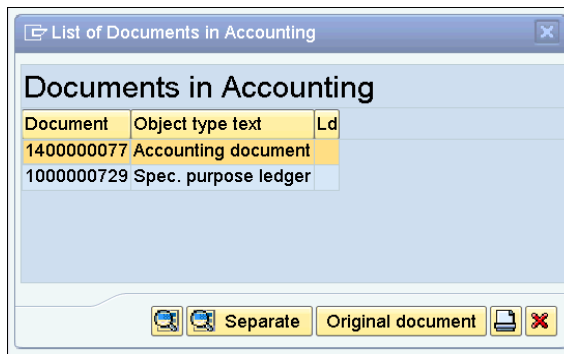 List of Documents in Accounting
Documents in Accounting
Document Object type text Ld
1400000077 Accounting document
1000000729 Spec. purpose ledger
Separate Original document